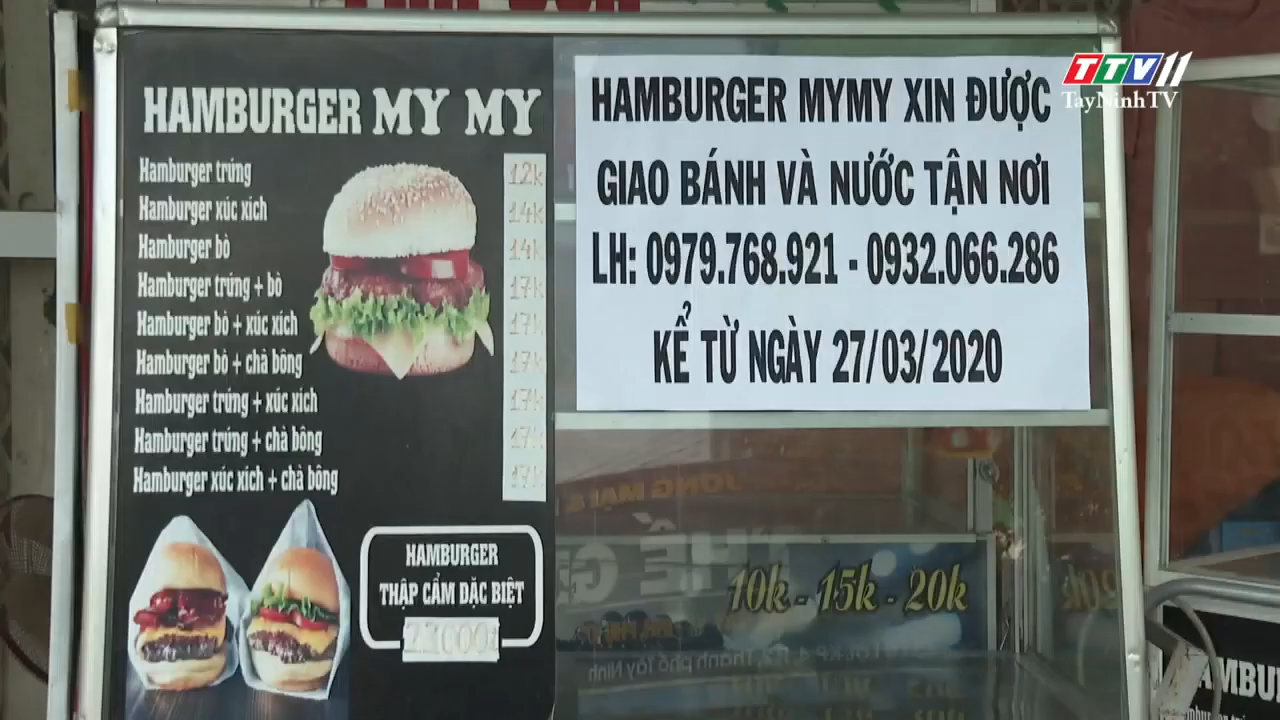 TTV11
TayNinhTV
HAMBURGER MY MY
Hamburger trứng 12k
Hamburger xúc xích 14k
Hamburger bò 14k
Hamburger trứng + bò 17k
Hamburger bò + xúc xích 17k
Hamburger bò + chà bông 17k
Hamburger trứng + xúc xích 17k
Hamburger trứng + chà bông 17k
Hamburger xúc xích + chà bông 17k
HAMBURGER
THẬP CẨM ĐẶC BIỆT
22000đ
HAMBURGER MYMY XIN ĐƯỢC
GIAO BÁNH VÀ NƯỚC TẬN NƠI
LH: 0979.768.921 - 0932.066.286
KỂ TỪ NGÀY 27/03/2020
10k - 15k - 20k